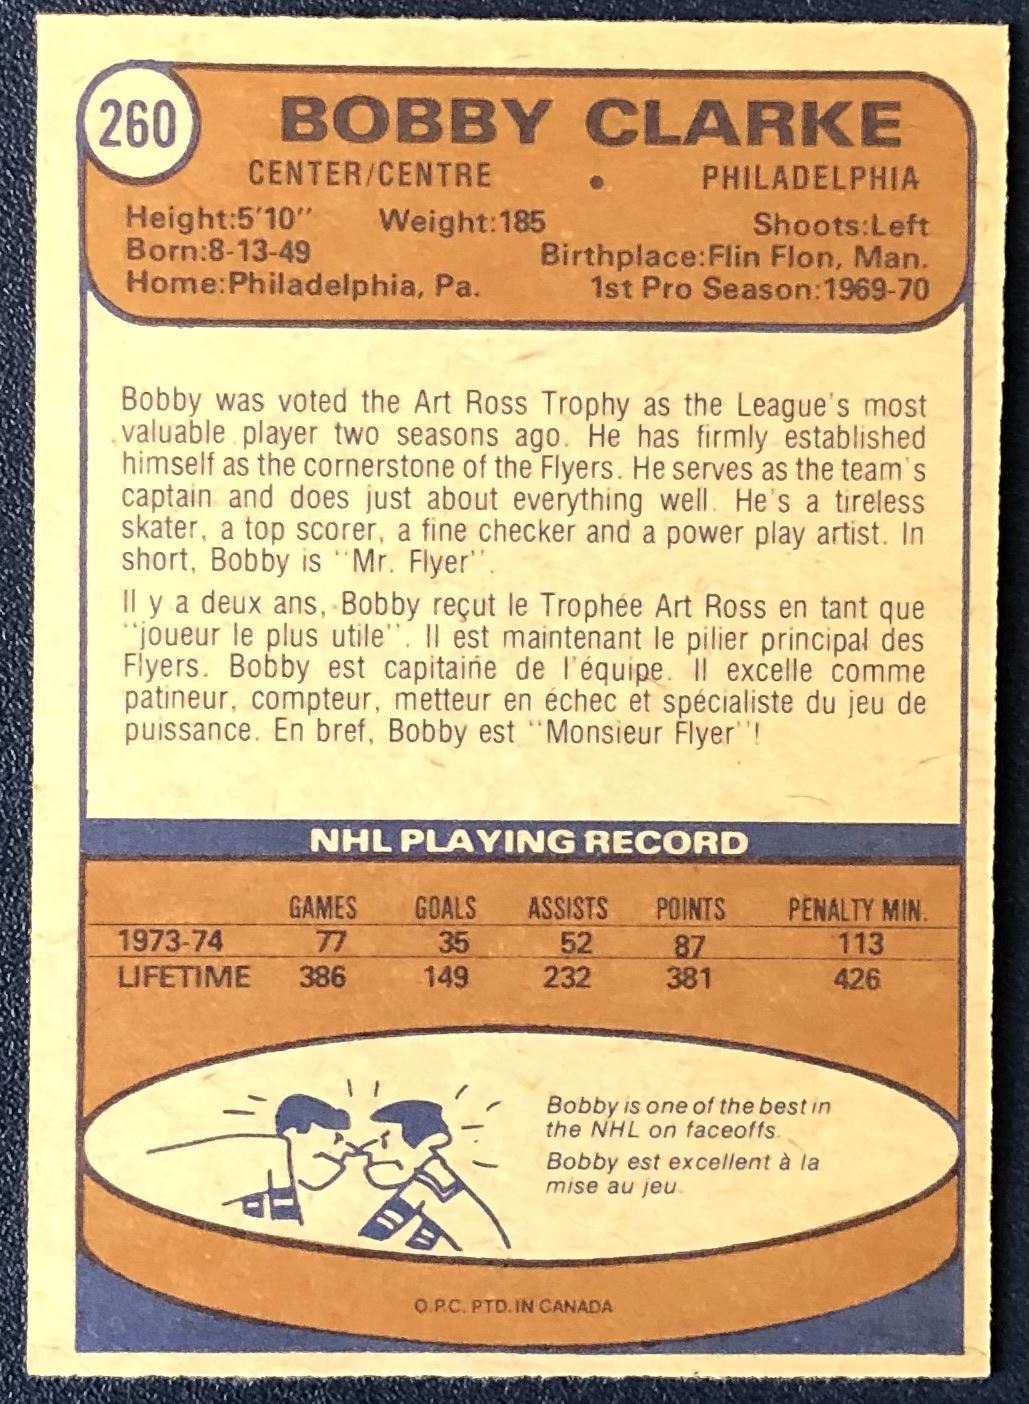 260
BOBBY CLARKE
CENTER/CENTRE • PHILADELPHIA
Height:5'10" Weight:185 Shoots:Left
Born:8-13-49 Birthplace:Flin Flon, Man.
Home:Philadelphia, Pa. 1st Pro Season:1969-70
Bobby was voted the Art Ross Trophy as the League's most
valuable player two seasons ago. He has firmly established
himself as the cornerstone of the Flyers. He serves as the team's
captain and does just about everything well. He's a tireless
skater, a top scorer, a fine checker and a power play artist. In
short, Bobby is "Mr. Flyer".
Il y a deux ans, Bobby reçut le Trophée Art Ross en tant que
"joueur le plus utile". Il est maintenant le pilier principal des
Flyers. Bobby est capitaine de l'équipe. Il excelle comme
patineur, compteur, metteur en échec et spécialiste du jeu de
puissance. En bref, Bobby est "Monsieur Flyer"!
NHL PLAYING RECORD
GAMES GOALS ASSISTS POINTS PENALTY MIN.
1973-74 77 35 52 87 113
LIFETIME 386 149 232 381 426
Bobby is one of the best in
the NHL on faceoffs.
Bobby est excellent à la
mise au jeu.
O.P.C. PTD. IN CANADA